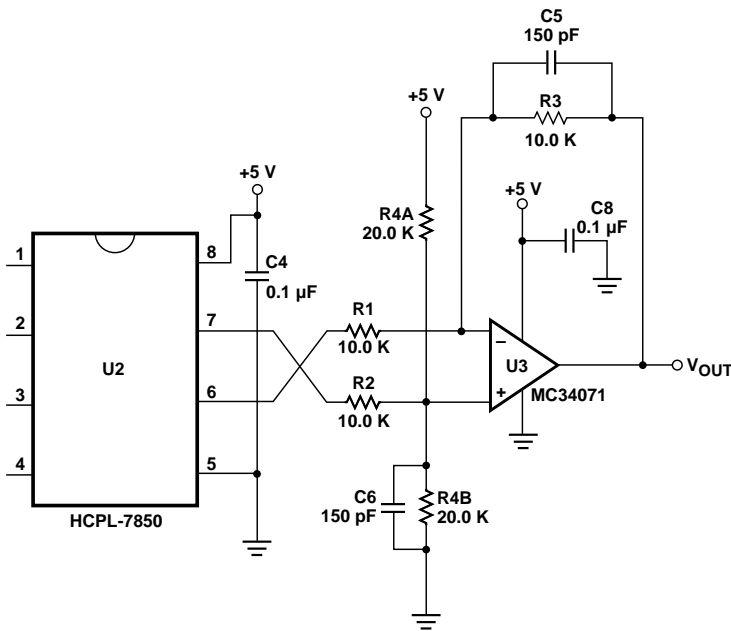 C5
150 pF
+5 V
R3
10.0 K
+5 V
+5 V
C8
0.1 µF
R4A
20.0 K
1
8
C4
0.1 µF
2
7
R1
10.0 K
U2
–
U3
+
MC34071
VOUT
3
6
R2
10.0 K
4
5
C6
150 pF
R4B
20.0 K
HCPL-7850